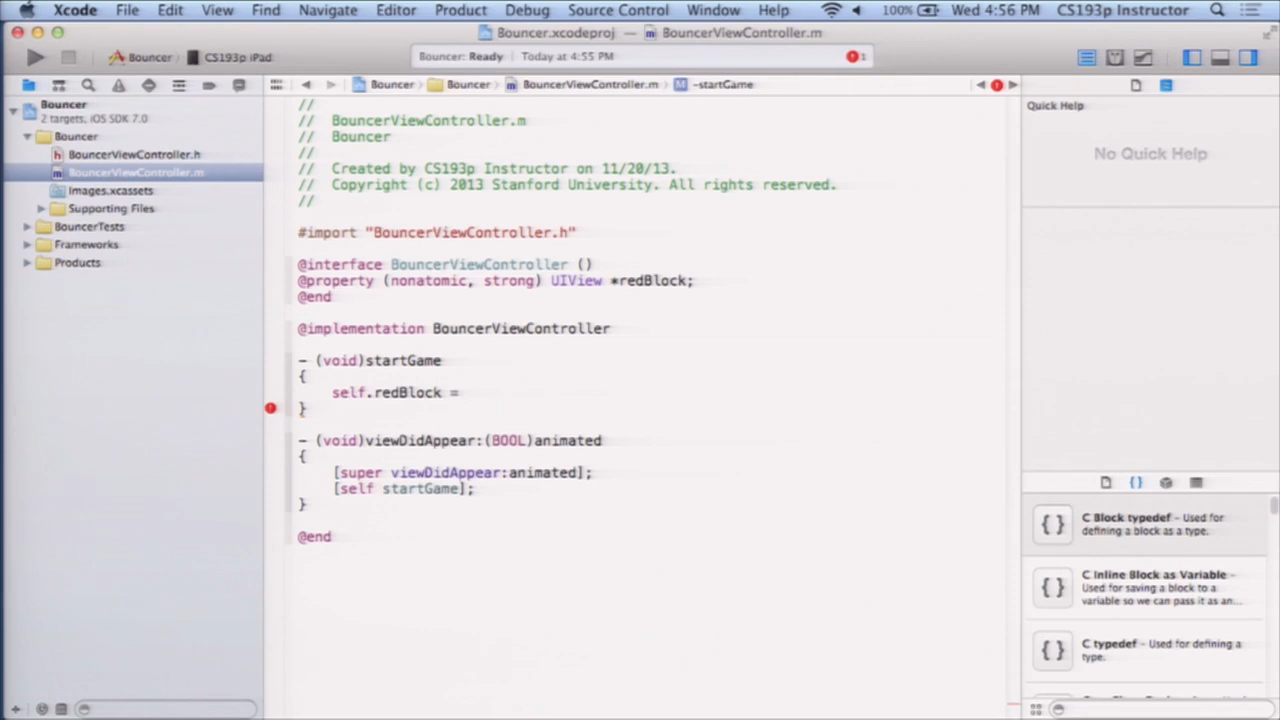 Xcode File Edit View Find Navigate Editor Product Debug Source Control Window Help 100% Wed 4:56 PM CS193p Instructor
Bouncer.xcodeproj — BouncerViewController.m
Bouncer iPad CS193p iPad
Bouncer: Ready Today at 4:55 PM 1
Bouncer Bouncer BouncerViewController.m M -startGame
Bouncer
2 targets, iOS SDK 7.0
Bouncer
h BouncerViewController.h
m BouncerViewController.m
Images.xcassets
Supporting Files
BouncerTests
Frameworks
Products
//
// BouncerViewController.m
// Bouncer
//
// Created by CS193p Instructor on 11/20/13.
// Copyright (c) 2013 Stanford University. All rights reserved.
//
#import "BouncerViewController.h"
@interface BouncerViewController ()
@property (nonatomic, strong) UIView *redBlock;
@end
@implementation BouncerViewController
- (void)startGame
{
self.redBlock =
}
- (void)viewDidAppear:(BOOL)animated
{
[super viewDidAppear:animated];
[self startGame];
}
@end
Quick Help
No Quick Help
{ }
{ } C Block typedef - Used for
defining a block as a type.
{ } C Inline Block as Variable -
Used for saving a block to a
variable so we can pass it as an...
{ } C typedef - Used for defining a
type.